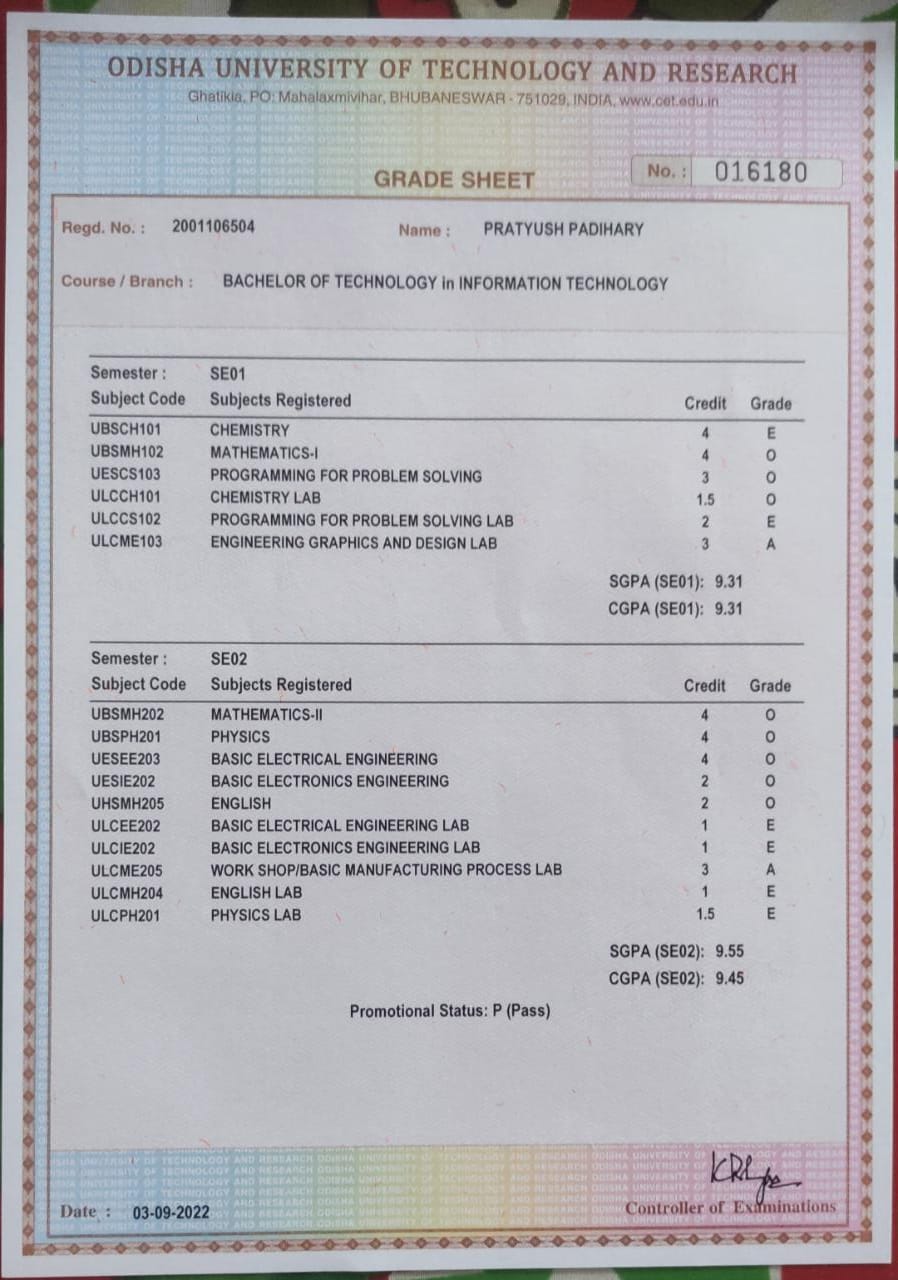 ODISHA UNIVERSITY OF TECHNOLOGY AND RESEARCH
Ghatikia, PO: Mahalaxmivihar, BHUBANESWAR - 751029, INDIA, www.cet.edu.in
GRADE SHEET
No. : 016180
Regd. No. : 2001106504 Name : PRATYUSH PADIHARY
Course / Branch : BACHELOR OF TECHNOLOGY in INFORMATION TECHNOLOGY
Semester : SE01
Subject Code Subjects Registered Credit Grade
UBSCH101 CHEMISTRY 4 E
UBSMH102 MATHEMATICS-I 4 O
UESCS103 PROGRAMMING FOR PROBLEM SOLVING 3 O
ULCCH101 CHEMISTRY LAB 1.5 O
ULCCS102 PROGRAMMING FOR PROBLEM SOLVING LAB 2 E
ULCME103 ENGINEERING GRAPHICS AND DESIGN LAB 3 A
SGPA (SE01): 9.31
CGPA (SE01): 9.31
Semester : SE02
Subject Code Subjects Registered Credit Grade
UBSMH202 MATHEMATICS-II 4 O
UBSPH201 PHYSICS 4 O
UESEE203 BASIC ELECTRICAL ENGINEERING 4 O
UESIE202 BASIC ELECTRONICS ENGINEERING 2 O
UHSMH205 ENGLISH 2 O
ULCEE202 BASIC ELECTRICAL ENGINEERING LAB 1 E
ULCIE202 BASIC ELECTRONICS ENGINEERING LAB 1 E
ULCME205 WORK SHOP/BASIC MANUFACTURING PROCESS LAB 3 A
ULCMH204 ENGLISH LAB 1 E
ULCPH201 PHYSICS LAB 1.5 E
SGPA (SE02): 9.55
CGPA (SE02): 9.45
Promotional Status: P (Pass)
Date : 03-09-2022 Controller of Examinations